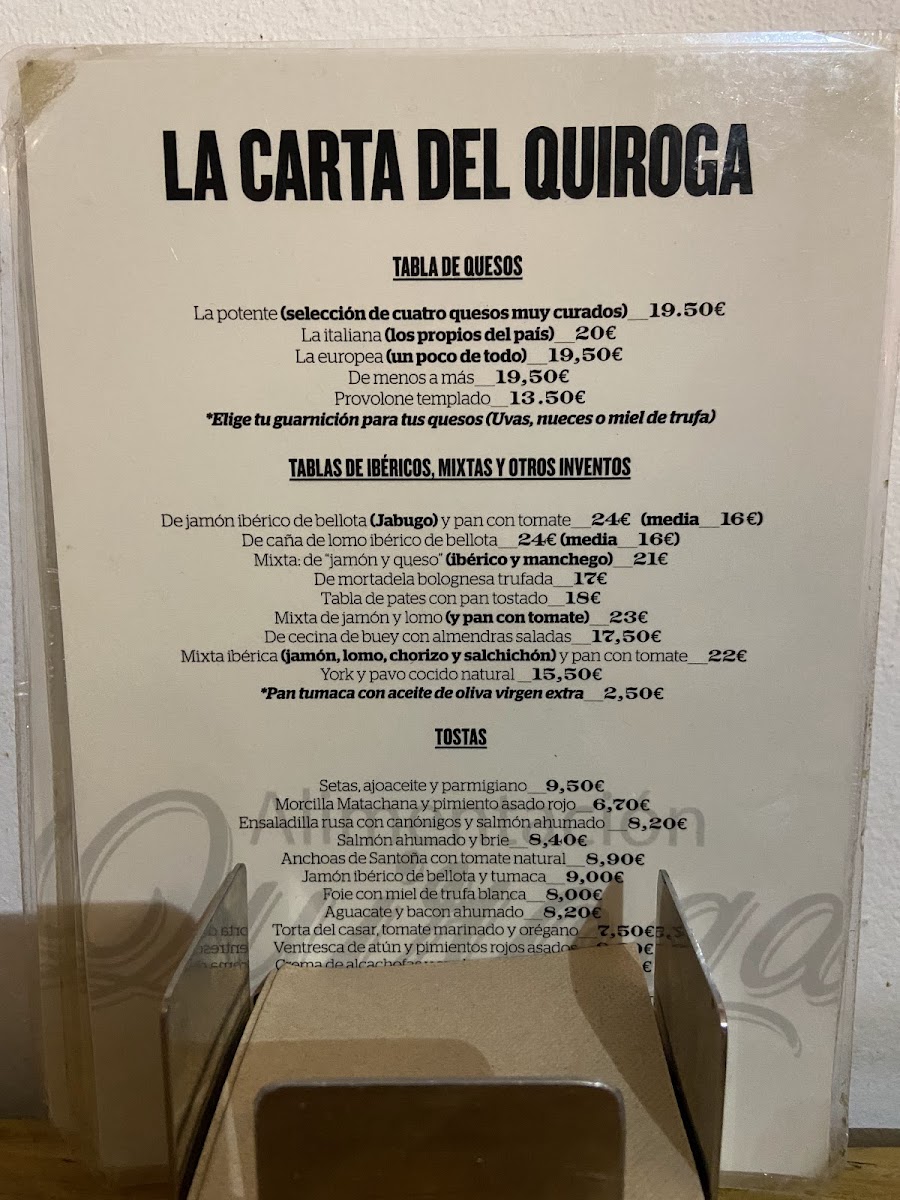 LA CARTA DEL QUIROGA
TABLA DE QUESOS
La potente (selección de cuatro quesos muy curados)__19.50€
La italiana (los propios del país)__20€
La europea (un poco de todo)__19,50€
De menos a más__19,50€
Provolone templado__13.50€
*Elige tu guarnición para tus quesos (Uvas, nueces o miel de trufa)
TABLAS DE IBÉRICOS, MIXTAS Y OTROS INVENTOS
De jamón ibérico de bellota (Jabugo) y pan con tomate__24€ (media__16€)
De caña de lomo ibérico de bellota__24€ (media__16€)
Mixta: de "jamón y queso" (ibérico y manchego)__21€
De mortadela bolognesa trufada__17€
Tabla de pates con pan tostado__18€
Mixta de jamón y lomo (y pan con tomate)__23€
De cecina de buey con almendras saladas__17,50€
Mixta ibérica (jamón, lomo, chorizo y salchichón) y pan con tomate__22€
York y pavo cocido natural__15,50€
*Pan tumaca con aceite de oliva virgen extra__2,50€
TOSTAS
Setas, ajoaceite y parmigiano__9,50€
Morcilla Matachana y pimiento asado rojo__6,70€
Ensaladilla rusa con canónigos y salmón ahumado__8,20€
Salmón ahumado y brie__8,40€
Anchoas de Santoña con tomate natural__8,90€
Jamón ibérico de bellota y tumaca__9,00€
Foie con miel de trufa blanca__8,00€
Aguacate y bacon ahumado__8,20€
Torta del casar, tomate marinado y orégano__7,50€
Ventresca de atún y pimientos rojos asados €
Crema de alcachofas €
Alimentación
Quiroga